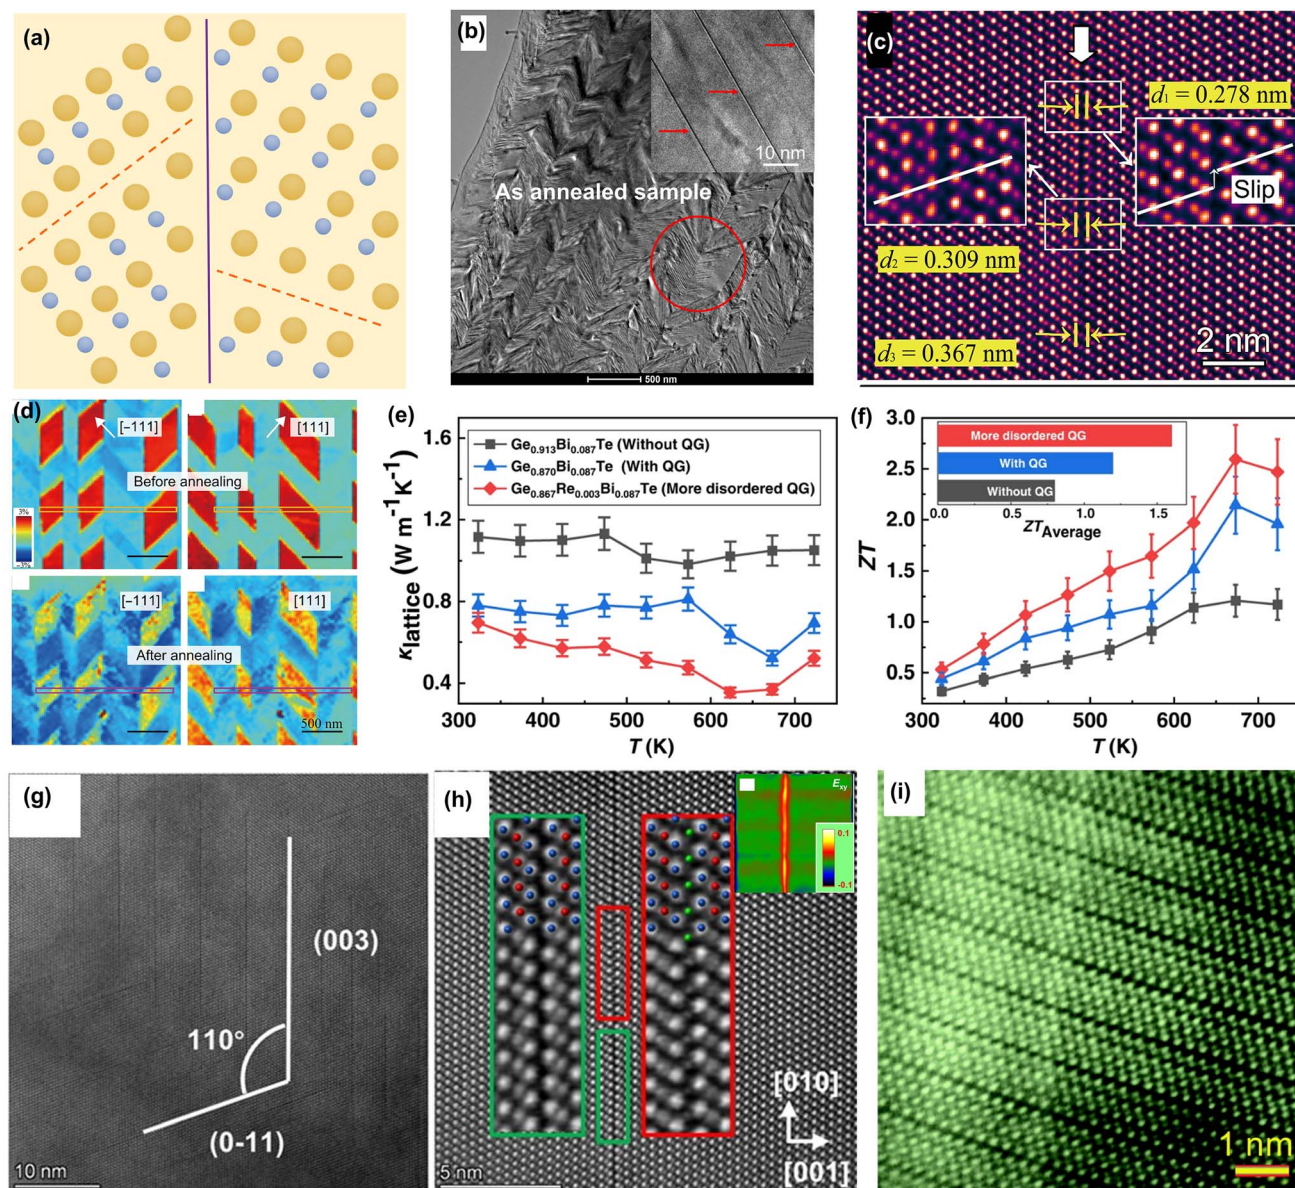 (a)
(b)
10 nm
As annealed sample
500 nm
(c)
d₁ = 0.278 nm
Slip
d₂ = 0.309 nm
d₃ = 0.367 nm
2 nm
(d)
[−111]
[111]
Before annealing
3%
−3%
[−111]
[111]
After annealing
500 nm
(e)
Ge₀.₉₁₃Bi₀.₀₈₇Te (Without QG)
Ge₀.₈₇₀Bi₀.₀₈₇Te (With QG)
Ge₀.₈₆₇Re₀.₀₀₃Bi₀.₀₈₇Te (More disordered QG)
1.6
1.2
0.8
0.4
κlattice (W m⁻¹K⁻¹)
300 400 500 600 700
T (K)
(f)
3.0
2.5
2.0
1.5
1.0
0.5
ZT
More disordered QG
With QG
Without QG
0.0 0.4 0.8 1.2 1.6
ZTAverage
300 400 500 600 700
T (K)
(g)
(003)
110°
(0-11)
10 nm
(h)
Exy
0.1
-0.1
[010]
[001]
5 nm
(i)
1 nm